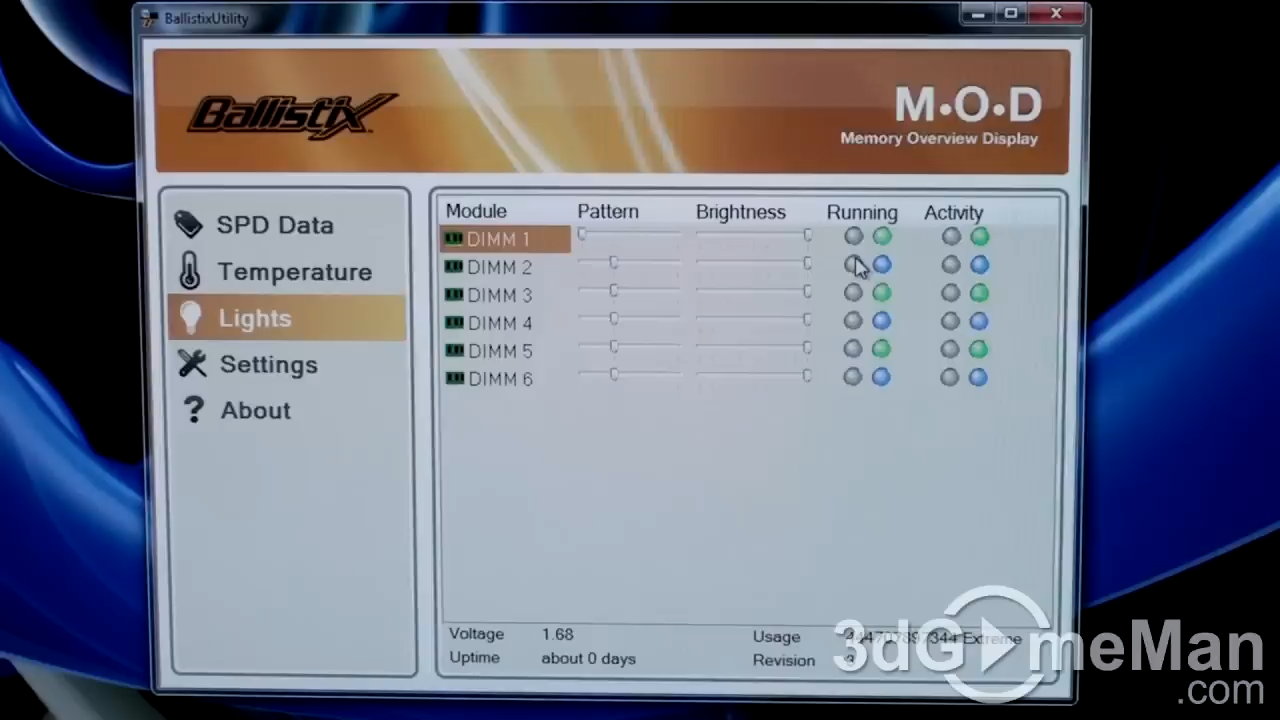 BallistixUtility
Ballistix
M•O•D
Memory Overview Display
SPD Data
Temperature
Lights
Settings
About
Module Pattern Brightness Running Activity
DIMM 1
DIMM 2
DIMM 3
DIMM 4
DIMM 5
DIMM 6
Voltage 1.68
Usage Extreme
Uptime about 0 days
Revision
3dGameMan
.com